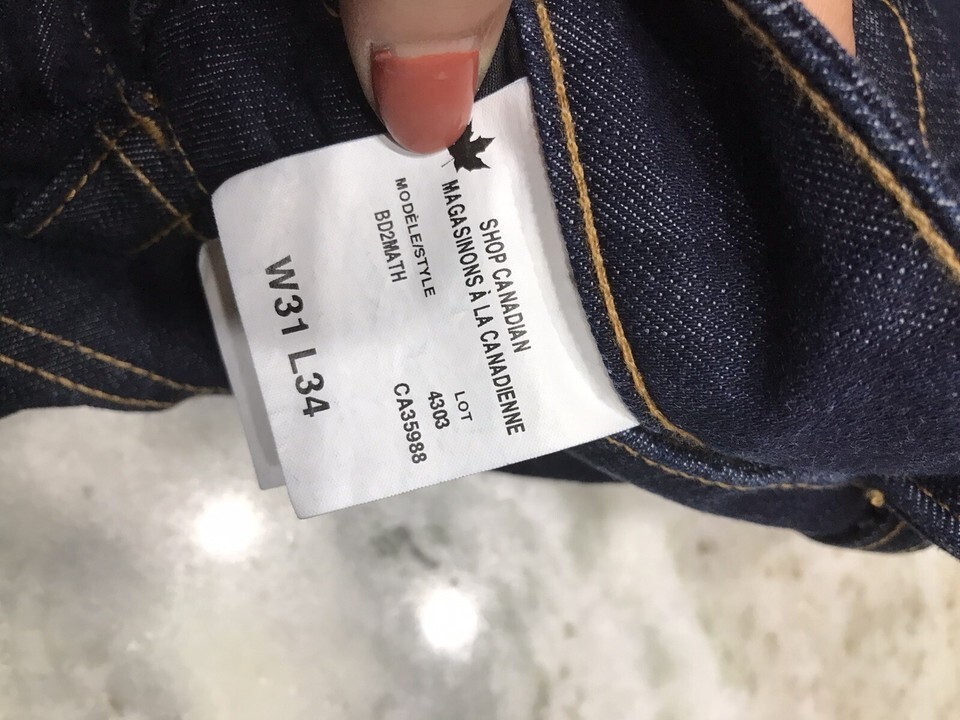 SHOP CANADIAN
MAGASINONS À LA CANADIENNE
MODÈLE/STYLE
BD2MATH
LOT
4303
CA35988
W31 L34